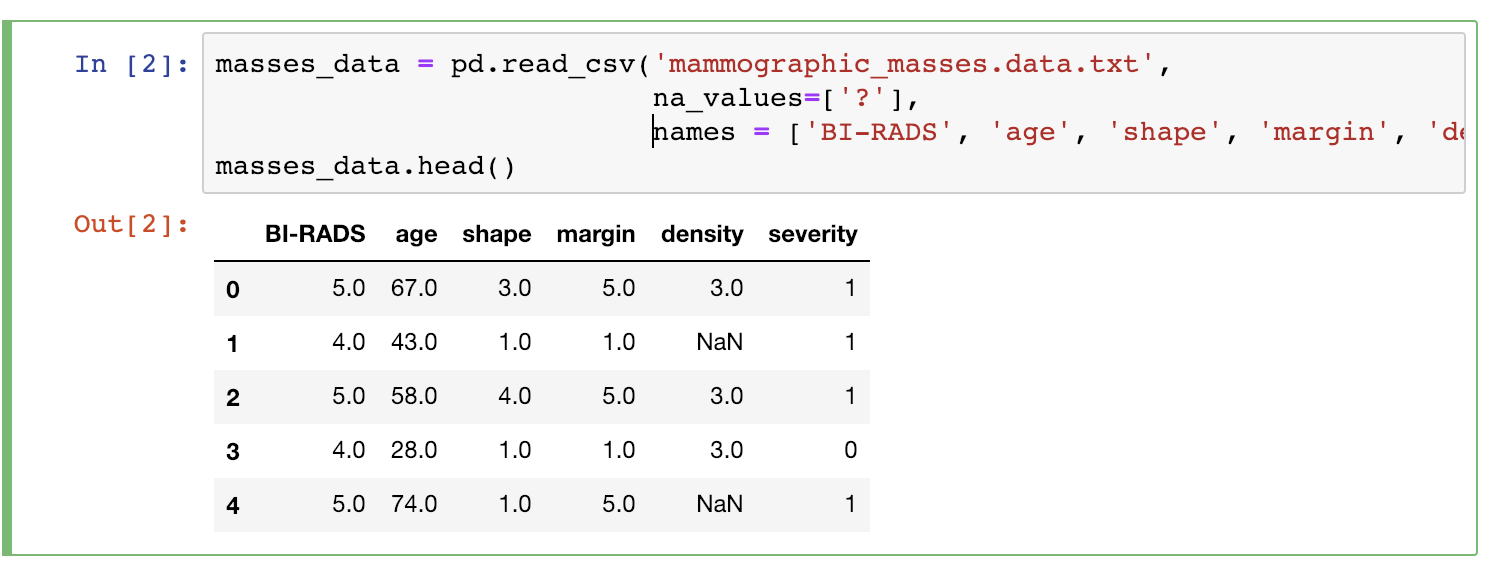 In [2]: masses_data = pd.read_csv('mammographic_masses.data.txt',
na_values=['?'],
names = ['BI-RADS', 'age', 'shape', 'margin', 'de
masses_data.head()
Out[2]:
BI-RADS age shape margin density severity
0 5.0 67.0 3.0 5.0 3.0 1
1 4.0 43.0 1.0 1.0 NaN 1
2 5.0 58.0 4.0 5.0 3.0 1
3 4.0 28.0 1.0 1.0 3.0 0
4 5.0 74.0 1.0 5.0 NaN 1